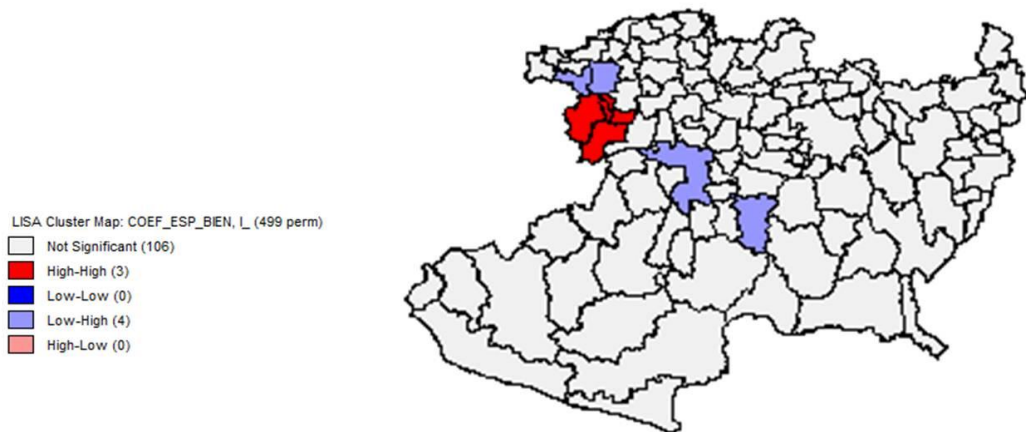 LISA Cluster Map: COEF_ESP_BIEN, I_ (499 perm)
Not Significant (106)
High-High (3)
Low-Low (0)
Low-High (4)
High-Low (0)